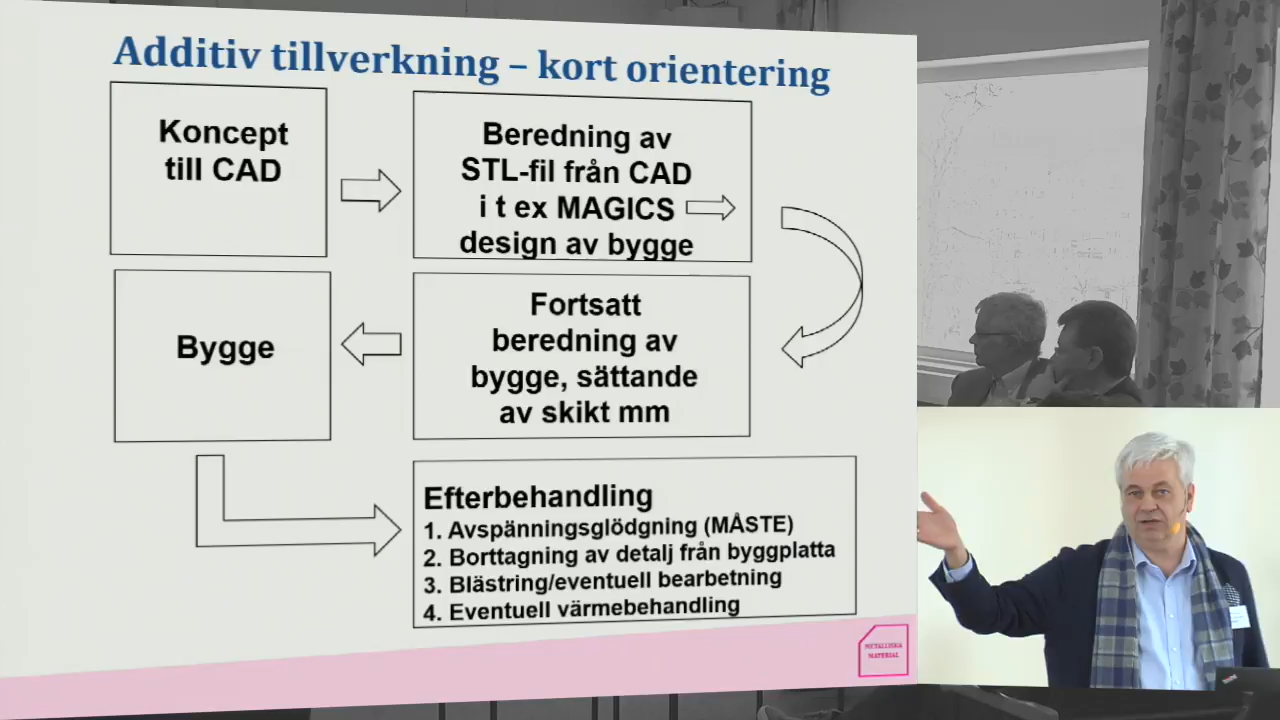 Additiv tillverkning – kort orientering
Koncept
till CAD
Beredning av
STL-fil från CAD
i t ex MAGICS
design av bygge
Bygge
Fortsatt
beredning av
bygge, sättande
av skikt mm
Efterbehandling
1. Avspänningsglödgning (MÅSTE)
2. Borttagning av detalj från byggplatta
3. Blästring/eventuell bearbetning
4. Eventuell värmebehandling
METALLISKA
MATERIAL